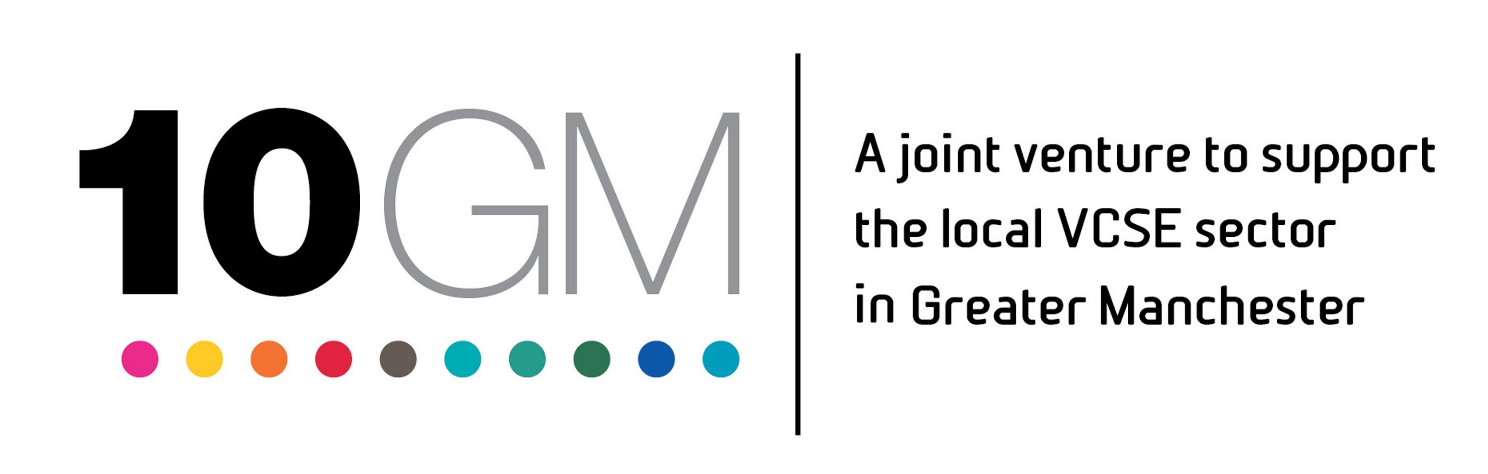 10GM
A joint venture to support
the local VCSE sector
in Greater Manchester